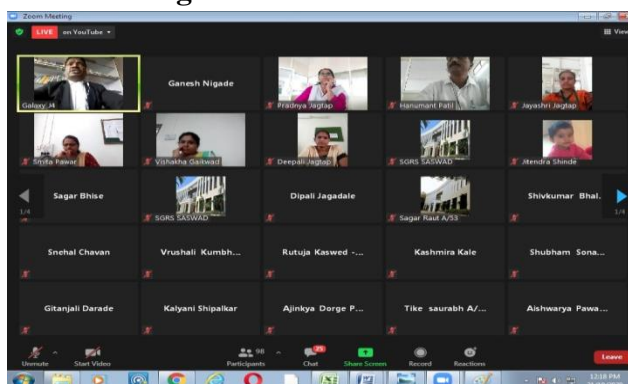 Zoom Meeting
LIVE on YouTube View
Galaxy J4 Ganesh Nigade Pradnya Jagtap Hanumant Patil Jayashri Jagtap
Smita Pawar Vishakha Gaikwad Deepali Jagtap SGRS SASWAD Jitendra Shinde
Sagar Bhise SGRS SASWAD Dipali Jagadale Sagar Raut A/53 Shivkumar Bhal...
1/4 1/4
Snehal Chavan Vrushali Kumbh... Rutuja Kaswed -... Kashmira Kale Shubham Sona...
Gitanjali Darade Kalyani Shipalkar Ajinkya Dorge P... Tike saurabh A/... Aishwarya Pawa...
Unmute Start Video Participants 98 Chat 25 Share Screen Record Reactions Leave
12:18 PM